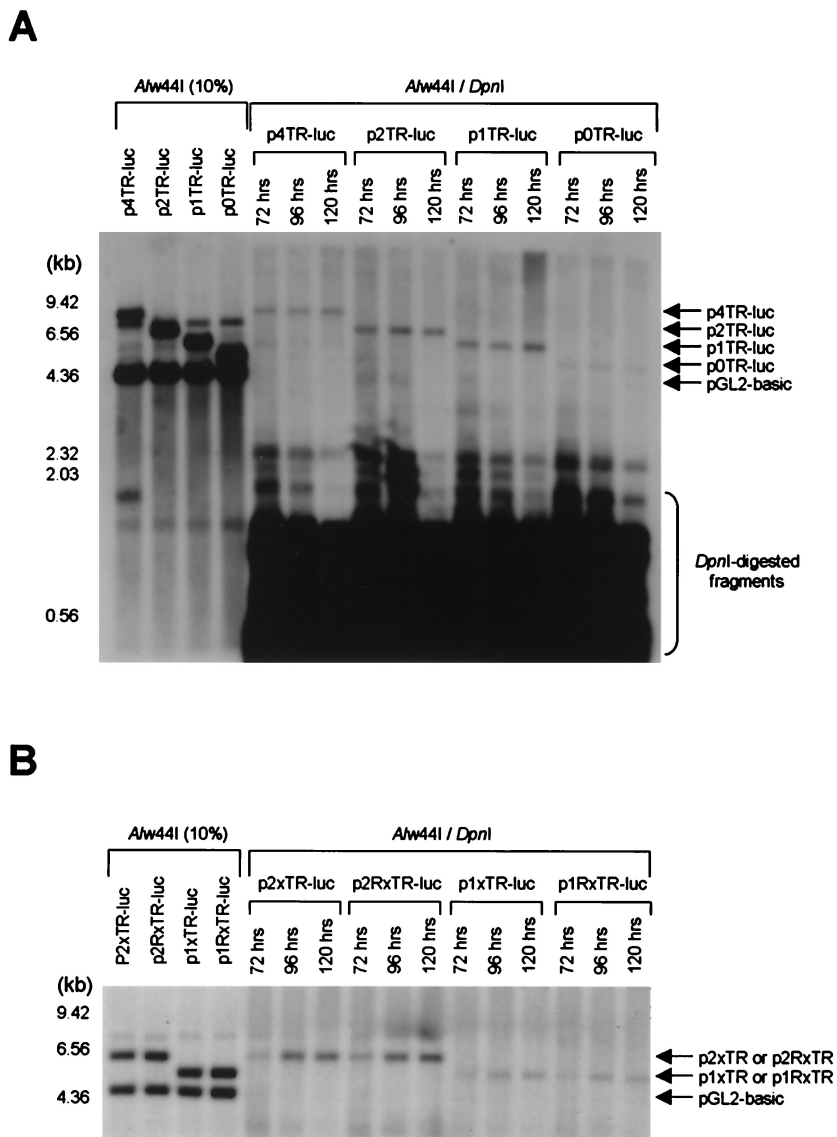 A
Alw44I (10%)
Alw44I / DpnI
p4TR-luc
p2TR-luc
p1TR-luc
p0TR-luc
p4TR-luc
p2TR-luc
p1TR-luc
p0TR-luc
72 hrs
96 hrs
120 hrs
72 hrs
96 hrs
120 hrs
72 hrs
96 hrs
120 hrs
72 hrs
96 hrs
120 hrs
(kb)
9.42
6.56
4.36
2.32
2.03
0.56
p4TR-luc
p2TR-luc
p1TR-luc
p0TR-luc
pGL2-basic
DpnI-digested
fragments
B
Alw44I (10%)
Alw44I / DpnI
P2xTR-luc
p2RxTR-luc
p1xTR-luc
p1RxTR-luc
p2xTR-luc
p2RxTR-luc
p1xTR-luc
p1RxTR-luc
72 hrs
96 hrs
120 hrs
72 hrs
96 hrs
120 hrs
72 hrs
96 hrs
120 hrs
72 hrs
96 hrs
120 hrs
(kb)
9.42
6.56
4.36
p2xTR or p2RxTR
p1xTR or p1RxTR
pGL2-basic